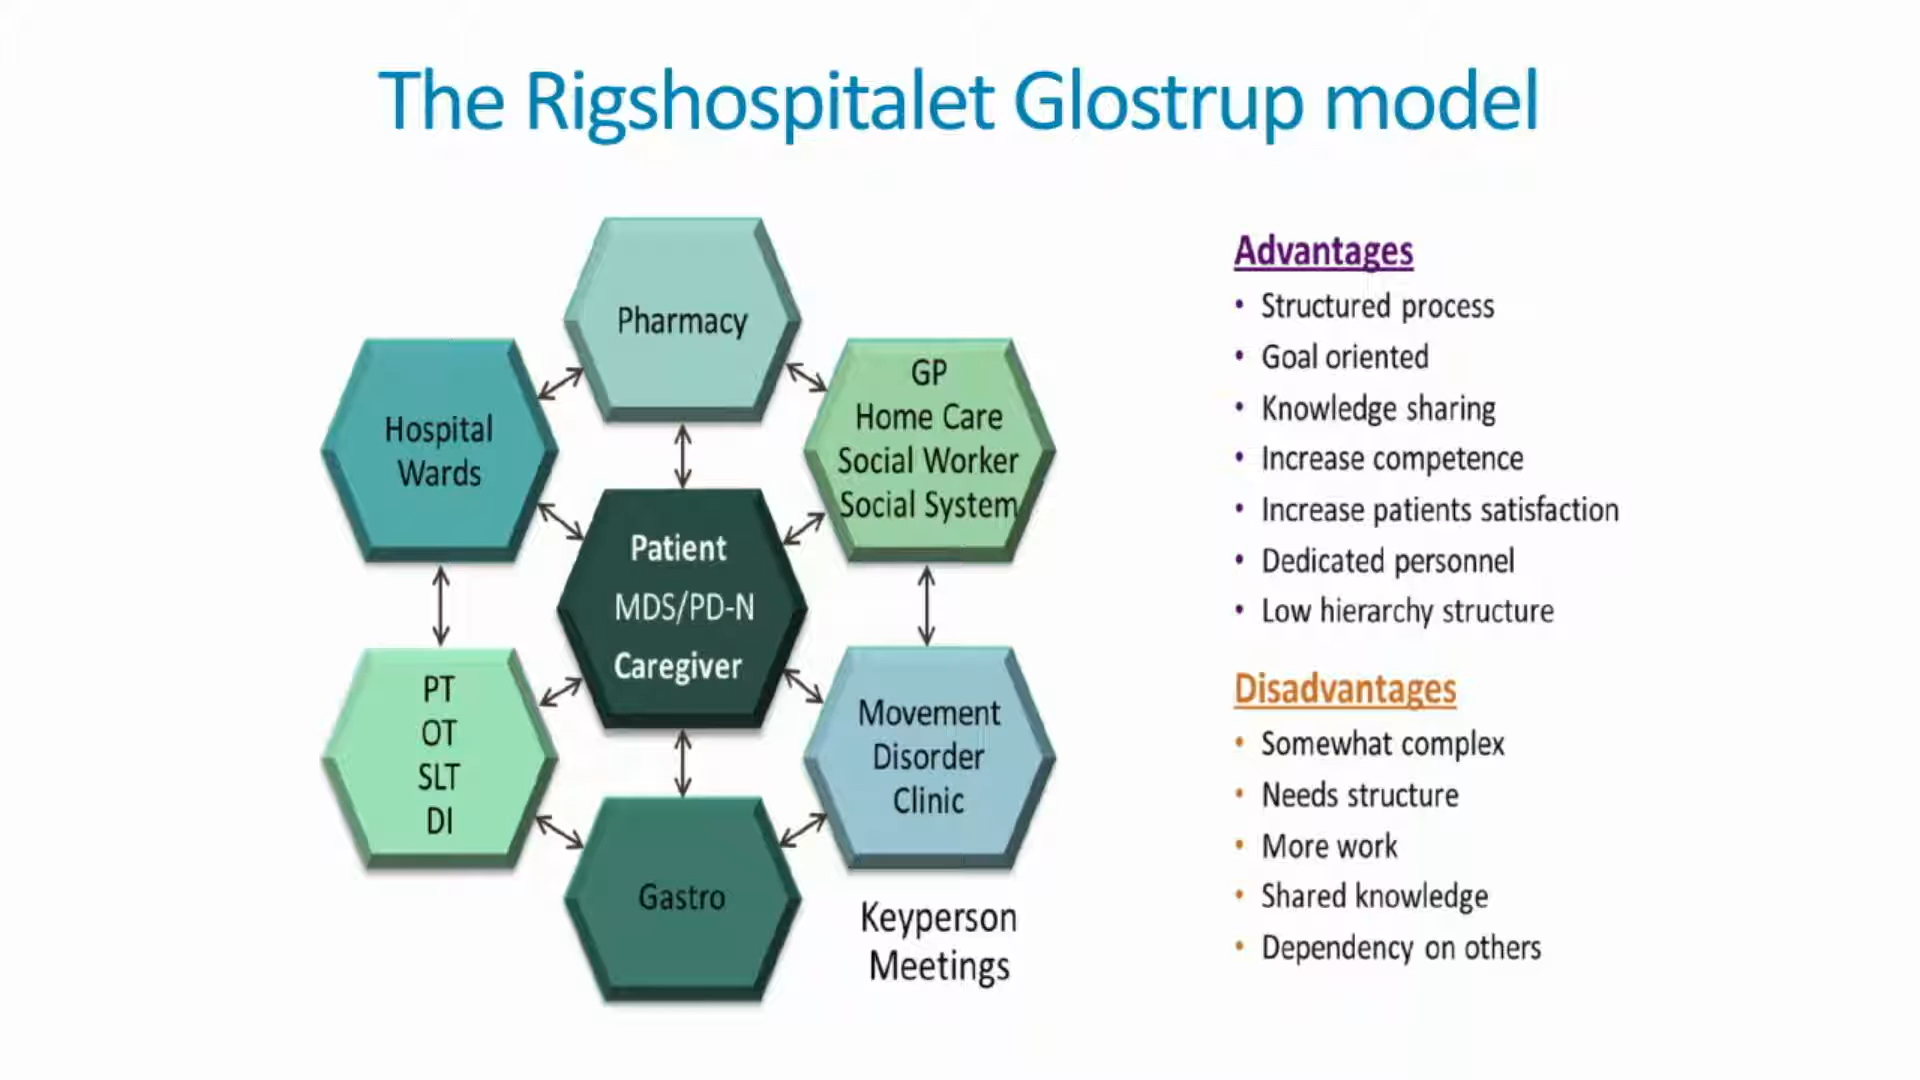 The Rigshospitalet Glostrup model
Pharmacy
Hospital
Wards
GP
Home Care
Social Worker
Social System
Patient
MDS/PD-N
Caregiver
PT
OT
SLT
DI
Movement
Disorder
Clinic
Gastro
Keyperson
Meetings
Advantages
• Structured process
• Goal oriented
• Knowledge sharing
• Increase competence
• Increase patients satisfaction
• Dedicated personnel
• Low hierarchy structure
Disadvantages
• Somewhat complex
• Needs structure
• More work
• Shared knowledge
• Dependency on others